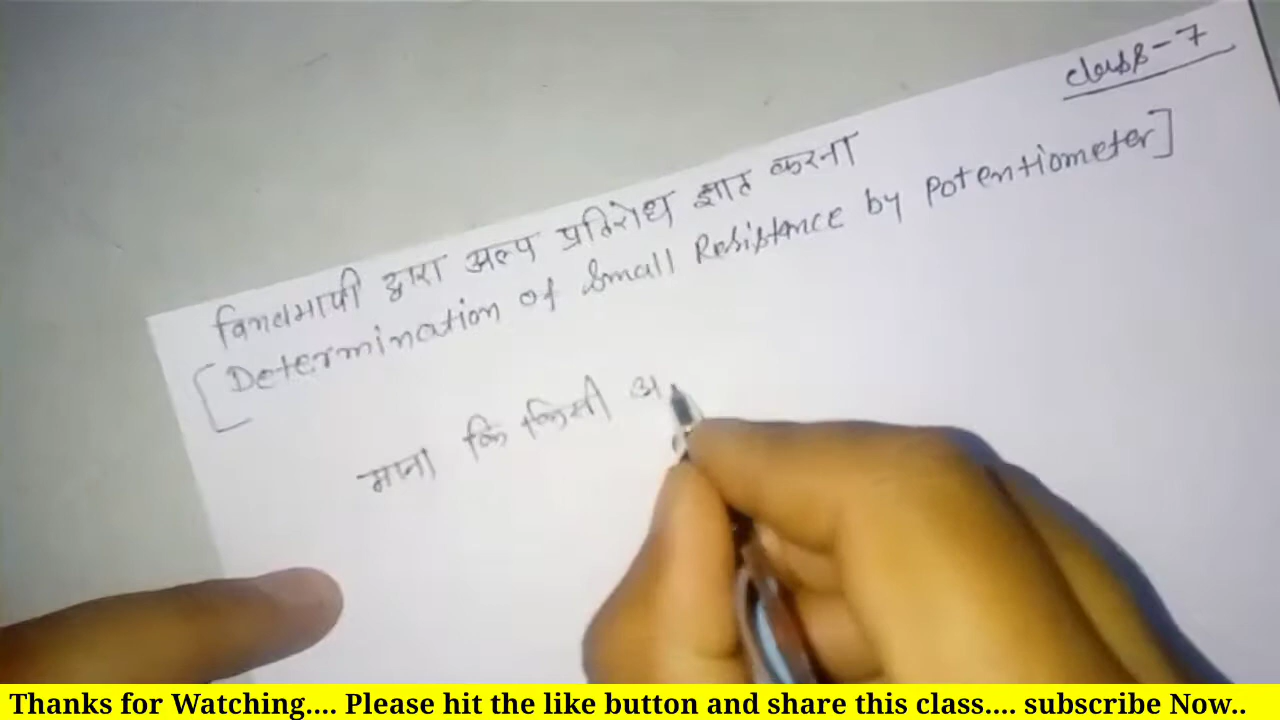 class-7
विभवमापी द्वारा अल्प प्रतिरोध ज्ञात करना
[Determination of Small Resistance by Potentiometer]
माना कि किसी अ
Thanks for Watching.... Please hit the like button and share this class.... subscribe Now..